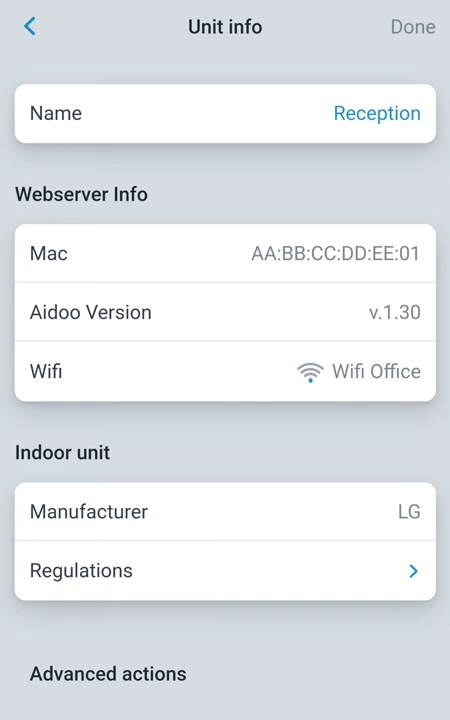 Unit info
Done
Name
Reception
Webserver Info
Mac
AA:BB:CC:DD:EE:01
Aidoo Version
v.1.30
Wifi
Wifi Office
Indoor unit
Manufacturer
LG
Regulations
Advanced actions